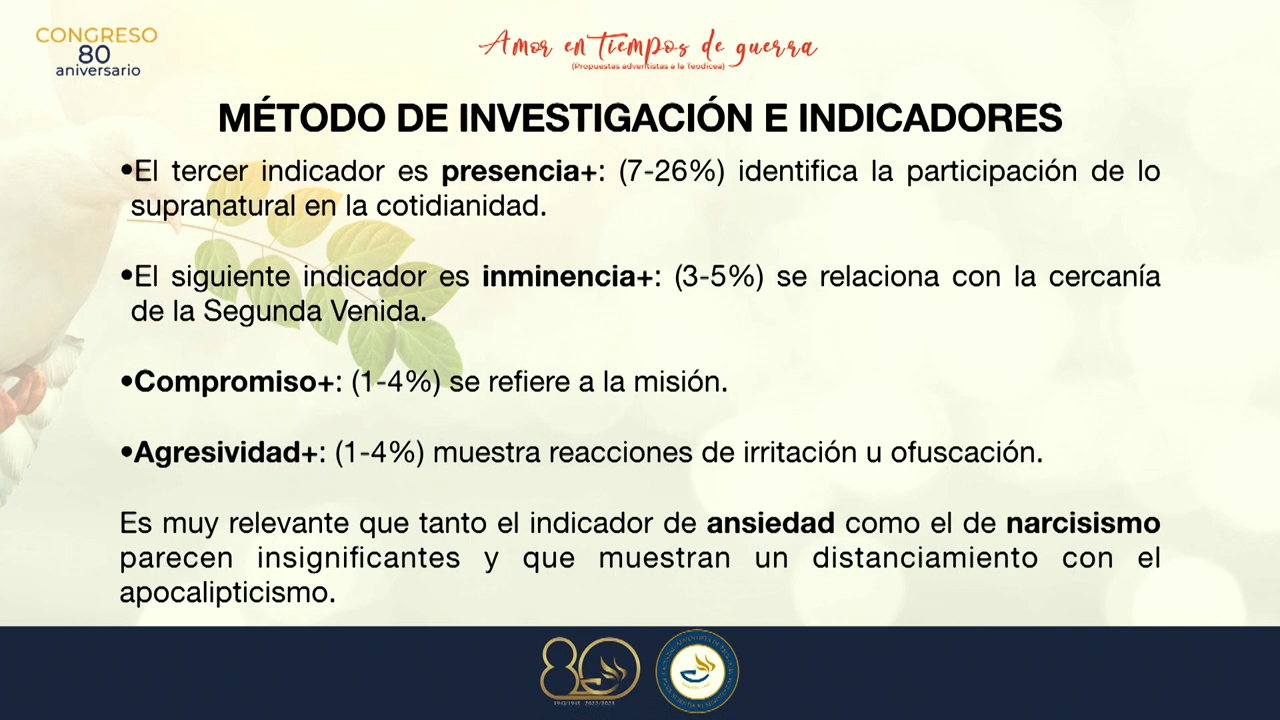 CONGRESO
80
aniversario
Amor en Tiempos de guerra
(Propuestas adventistas a la Teodicea)
MÉTODO DE INVESTIGACIÓN E INDICADORES
•El tercer indicador es presencia+: (7-26%) identifica la participación de lo
supranatural en la cotidianidad.
•El siguiente indicador es inminencia+: (3-5%) se relaciona con la cercanía
de la Segunda Venida.
•Compromiso+: (1-4%) se refiere a la misión.
•Agresividad+: (1-4%) muestra reacciones de irritación u ofuscación.
Es muy relevante que tanto el indicador de ansiedad como el de narcisismo
parecen insignificantes y que muestran un distanciamiento con el
apocalipticismo.
80